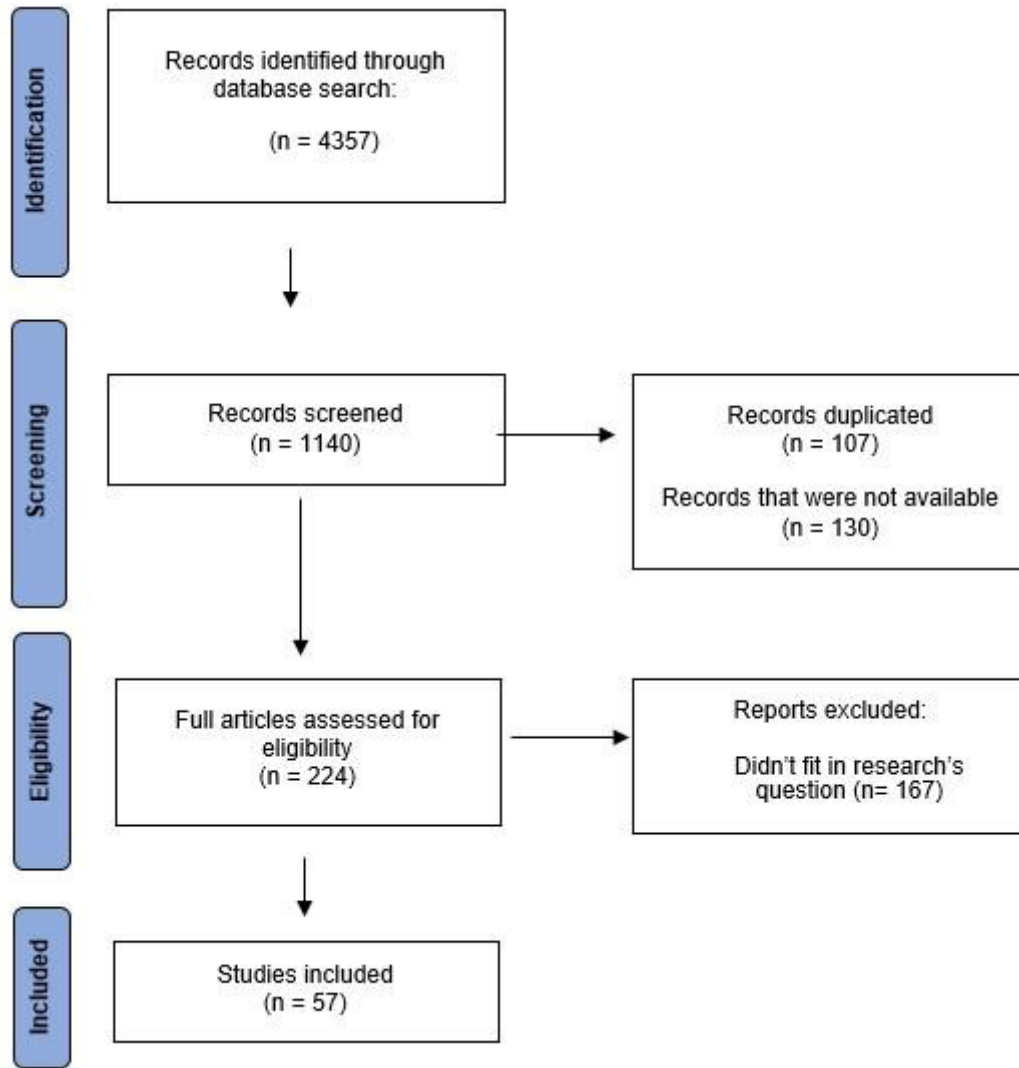 Identification
Records identified through
database search:
(n = 4357)
Screening
Records screened
(n = 1140)
Records duplicated
(n = 107)
Records that were not available
(n = 130)
Eligibility
Full articles assessed for
eligibility
(n = 224)
Reports excluded:
Didn't fit in research's
question (n= 167)
Included
Studies included
(n = 57)